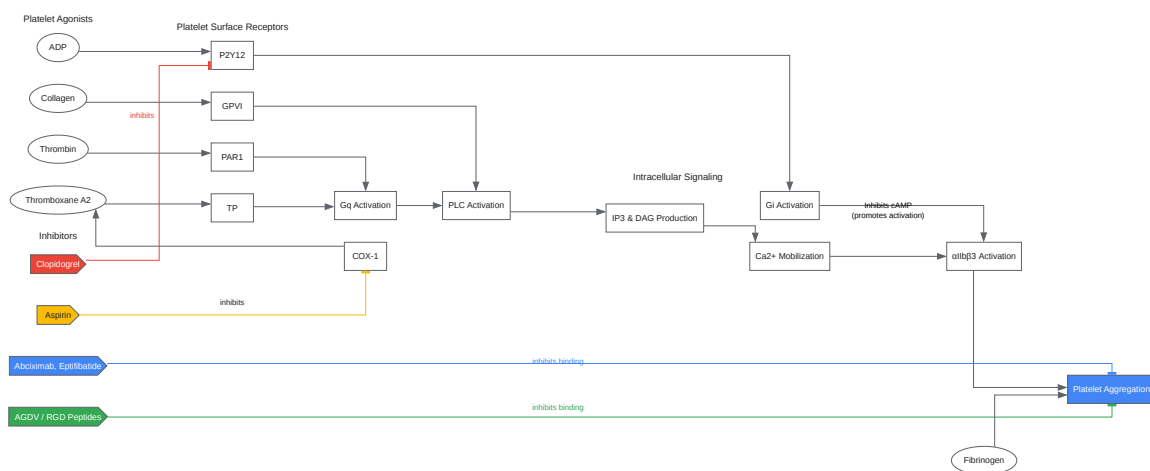 Platelet Agonists
Platelet Surface Receptors
ADP
P2Y12
Collagen
GPVI
inhibits
Thrombin
PAR1
Intracellular Signaling
Thromboxane A2
TP
Gq Activation
PLC Activation
IP3 & DAG Production
Gi Activation
Inhibits cAMP
(promotes activation)
Inhibitors
Clopidogrel
COX-1
Ca2+ Mobilization
αIIbβ3 Activation
Aspirin
inhibits
Abciximab, Eptifibatide
inhibits binding
Platelet Aggregation
AGDV / RGD Peptides
inhibits binding
Fibrinogen